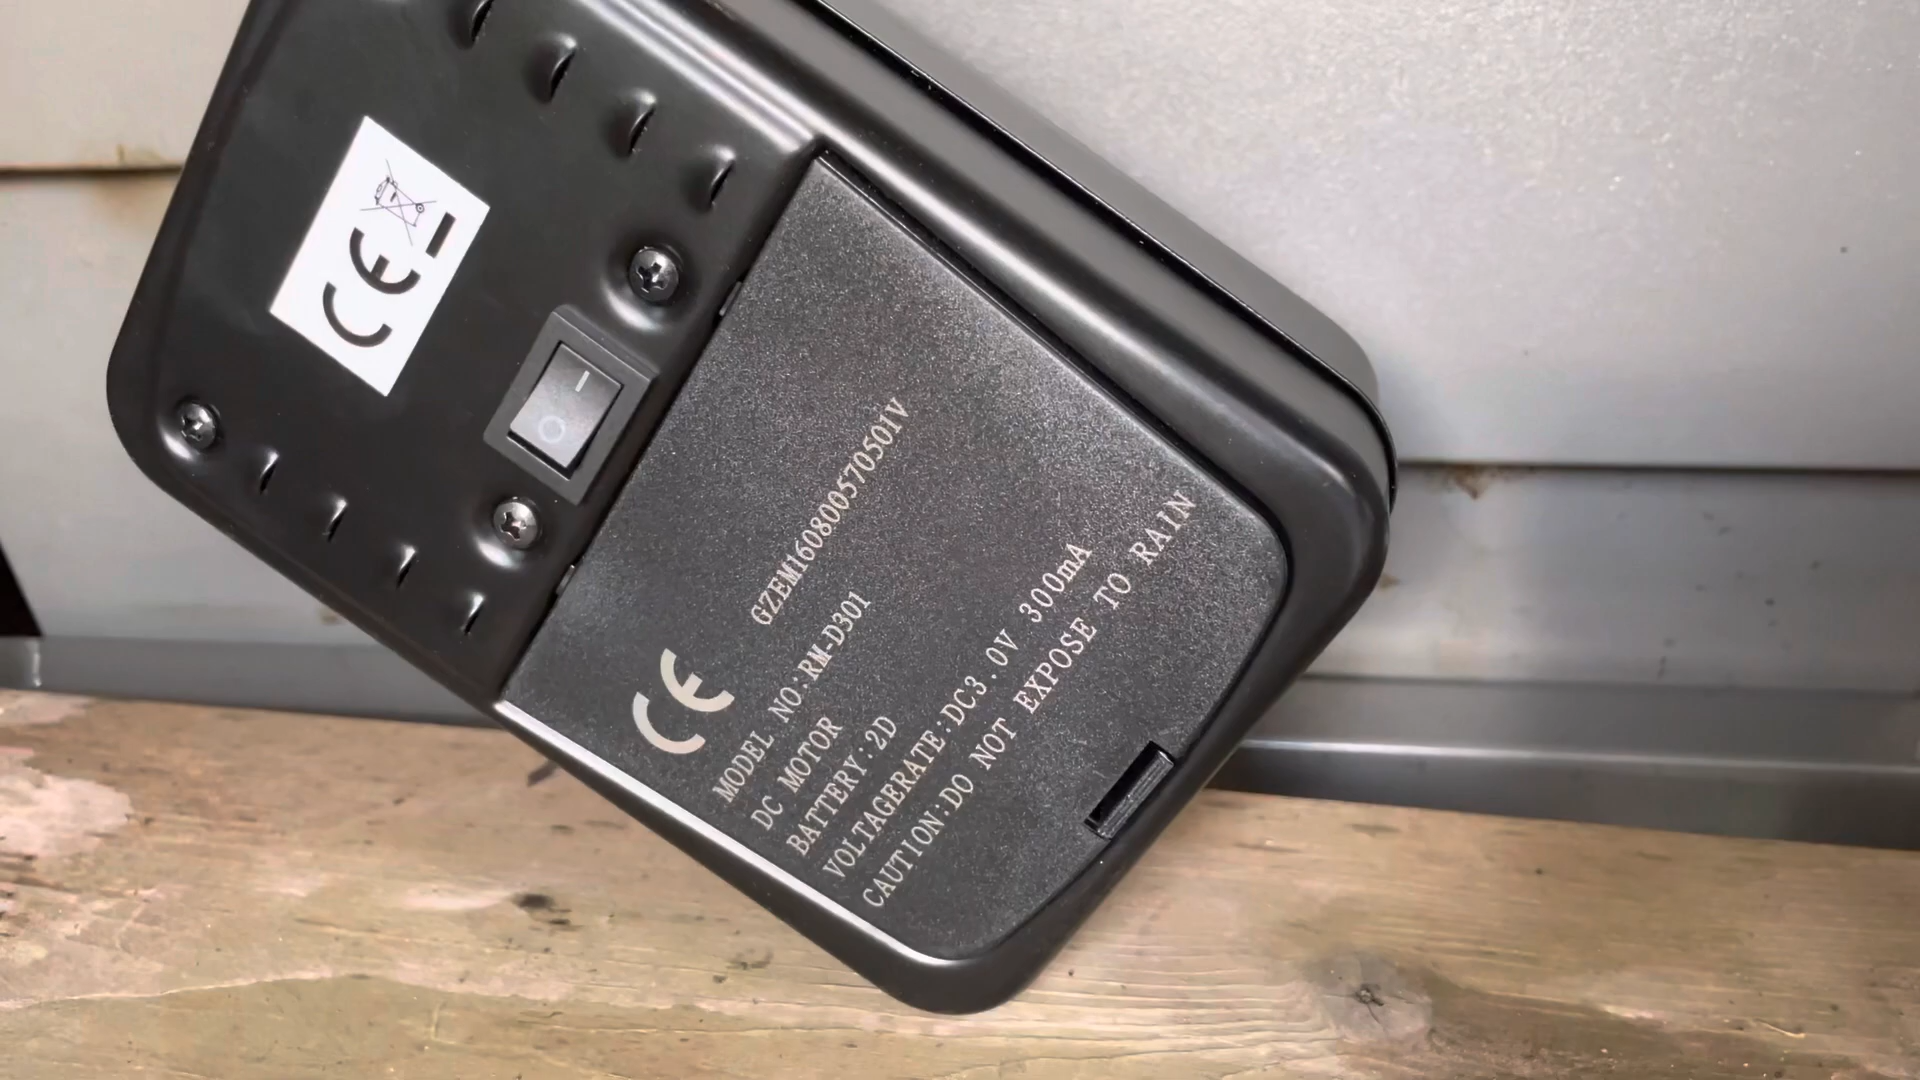 CE
— O
GZEM160800570501V
CE
MODEL NO:RM-D301
DC MOTOR
BATTERY:2D
VOLTAGERATE:DC3.0V 300mA
CAUTION:DO NOT EXPOSE TO RAIN